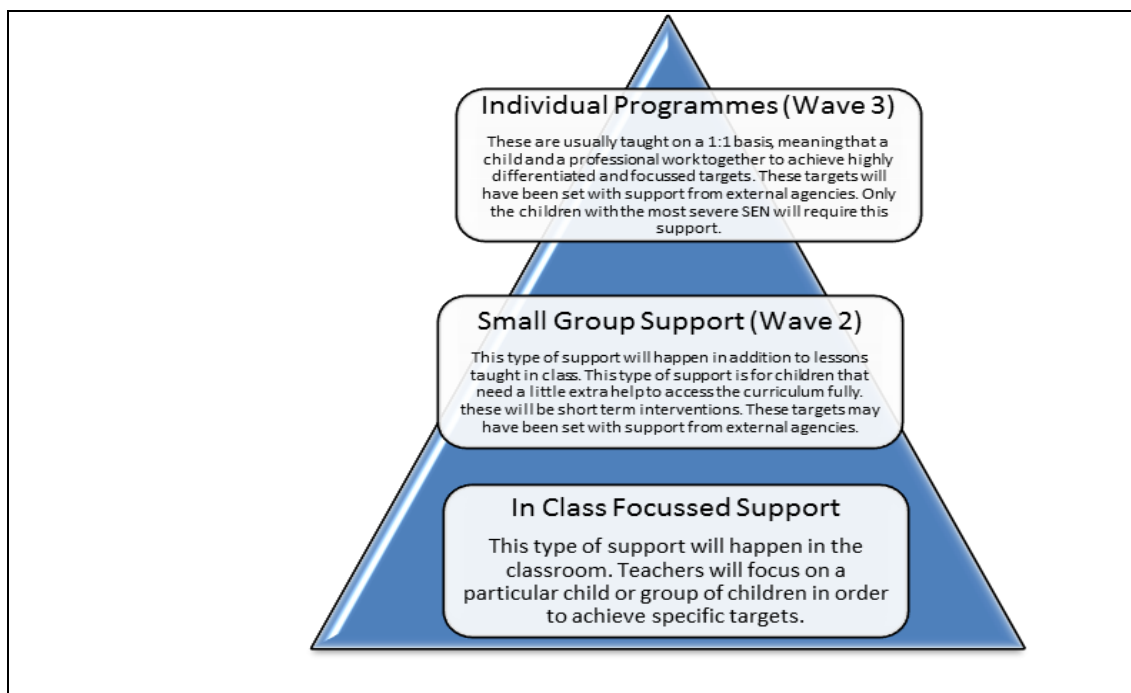 Individual Programmes (Wave 3)
These are usually taught on a 1:1 basis, meaning that a
child and a professional work together to achieve highly
differentiated and focussed targets. These targets will
have been set with support from external agencies. Only
the children with the most severe SEN will require this
support.
Small Group Support (Wave 2)
This type of support will happen in addition to lessons
taught in class. This type of support is for children that
need a little extra help to access the curriculum fully.
these will be short term interventions. These targets may
have been set with support from external agencies.
In Class Focussed Support
This type of support will happen in the
classroom. Teachers will focus on a
particular child or group of children in order
to achieve specific targets.